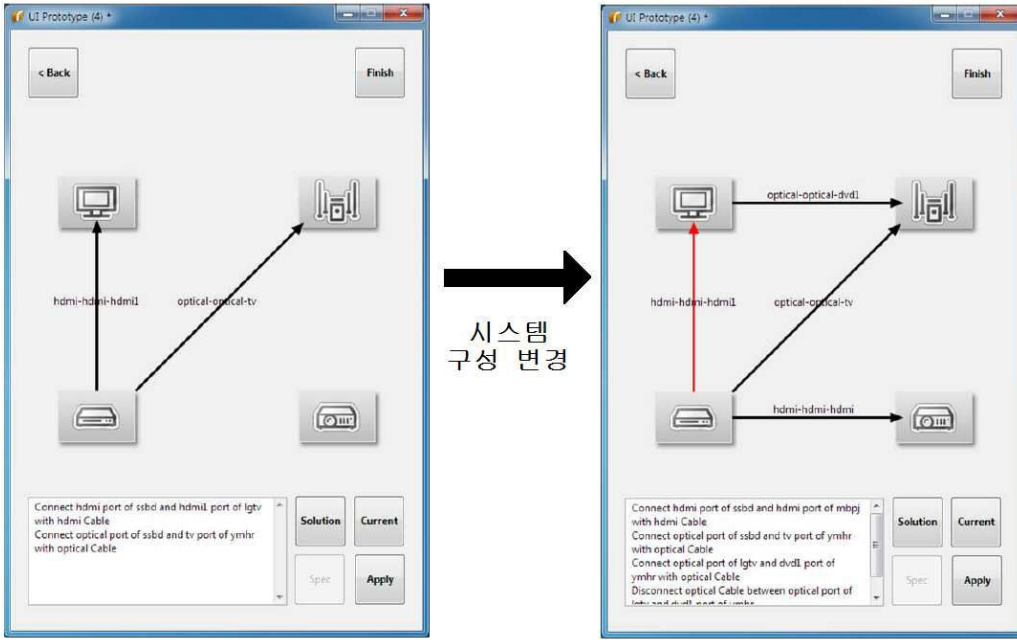 UI Prototype (4) *
< Back
Finish
hdmi-hdmi-hdmi1
optical-optical-tv
Connect hdmi port of ssbd and hdmi1 port of lgtv
with hdmi Cable
Connect optical port of ssbd and tv port of ymhr
with optical Cable
Solution
Current
Spec
Apply
시스템
구성 변경
UI Prototype (4) *
< Back
Finish
optical-optical-dvd1
hdmi-hdmi-hdmi1
optical-optical-tv
hdmi-hdmi-hdmi
Connect hdmi port of ssbd and hdmi port of mbpj
with hdmi Cable
Connect optical port of ssbd and tv port of ymhr
with optical Cable
Connect optical port of lgtv and dvd1 port of
ymhr with optical Cable
Disconnect optical Cable between optical port of
lgtv and dvd1 port of ymhr
Solution
Current
Spec
Apply